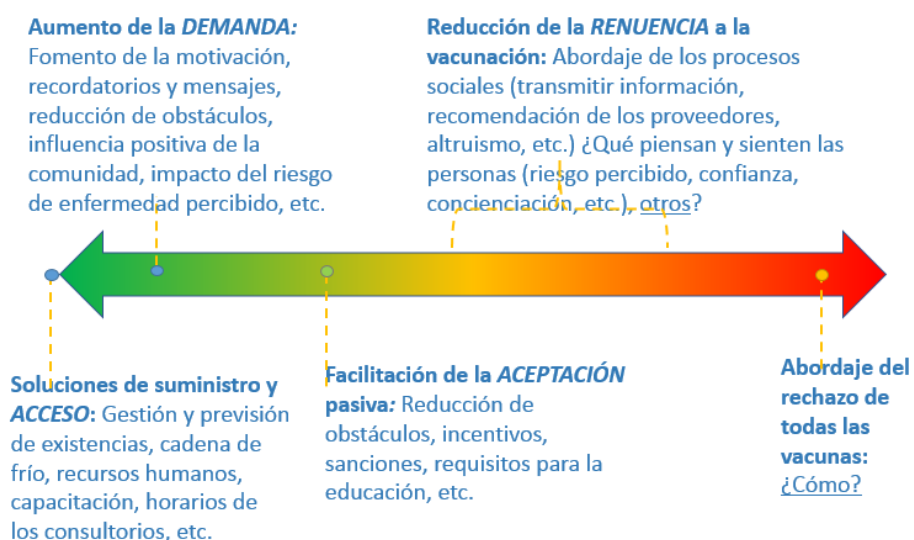 Aumento de la DEMANDA:
Fomento de la motivación,
recordatorios y mensajes,
reducción de obstáculos,
influencia positiva de la
comunidad, impacto del riesgo
de enfermedad percibido, etc.
Reducción de la RENUENCIA a la
vacunación: Abordaje de los procesos
sociales (transmitir información,
recomendación de los proveedores,
altruismo, etc.) ¿Qué piensan y sienten las
personas (riesgo percibido, confianza,
concienciación, etc.), otros?
Soluciones de suministro y
ACCESO: Gestión y previsión
de existencias, cadena de
frío, recursos humanos,
capacitación, horarios de
los consultorios, etc.
Facilitación de la ACEPTACIÓN
pasiva: Reducción de
obstáculos, incentivos,
sanciones, requisitos para la
educación, etc.
Abordaje del
rechazo de
todas las
vacunas:
¿Cómo?